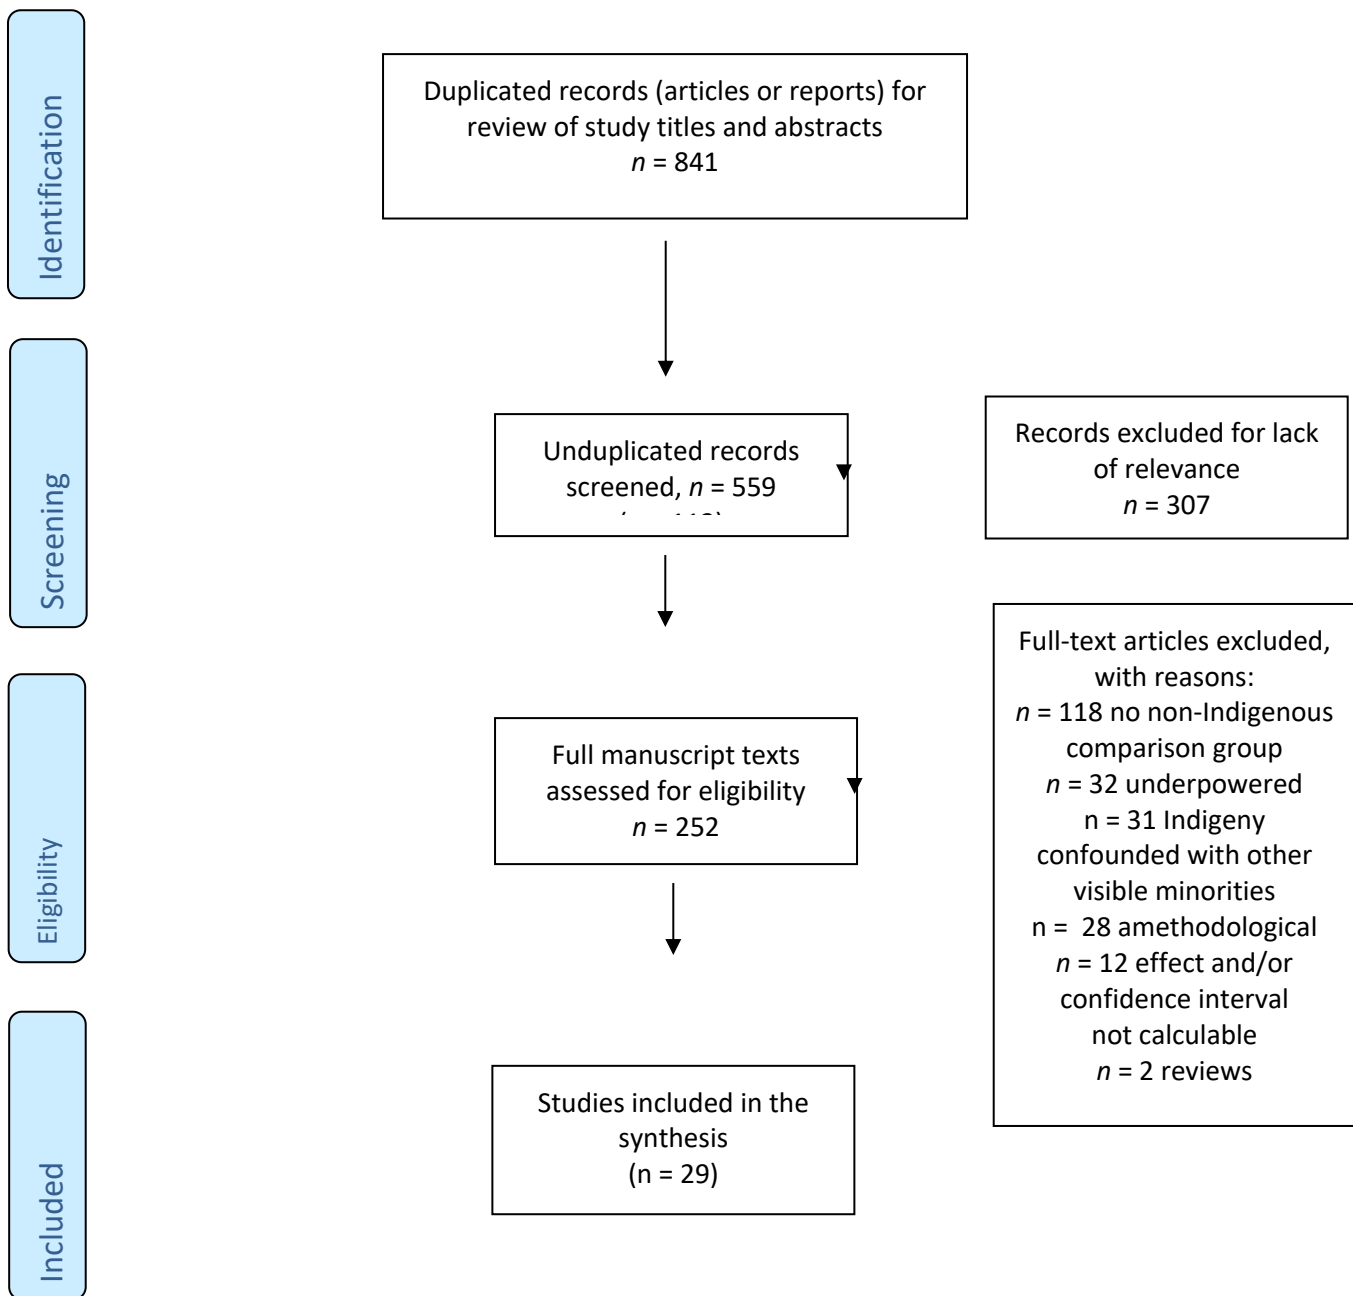 Identification
Duplicated records (articles or reports) for
review of study titles and abstracts
n = 841
Screening
Unduplicated records
screened, n = 559
Records excluded for lack
of relevance
n = 307
Eligibility
Full manuscript texts
assessed for eligibility
n = 252
Full-text articles excluded,
with reasons:
n = 118 no non-Indigenous
comparison group
n = 32 underpowered
n = 31 Indigeny
confounded with other
visible minorities
n = 28 amethodological
n = 12 effect and/or
confidence interval
not calculable
n = 2 reviews
Included
Studies included in the
synthesis
(n = 29)